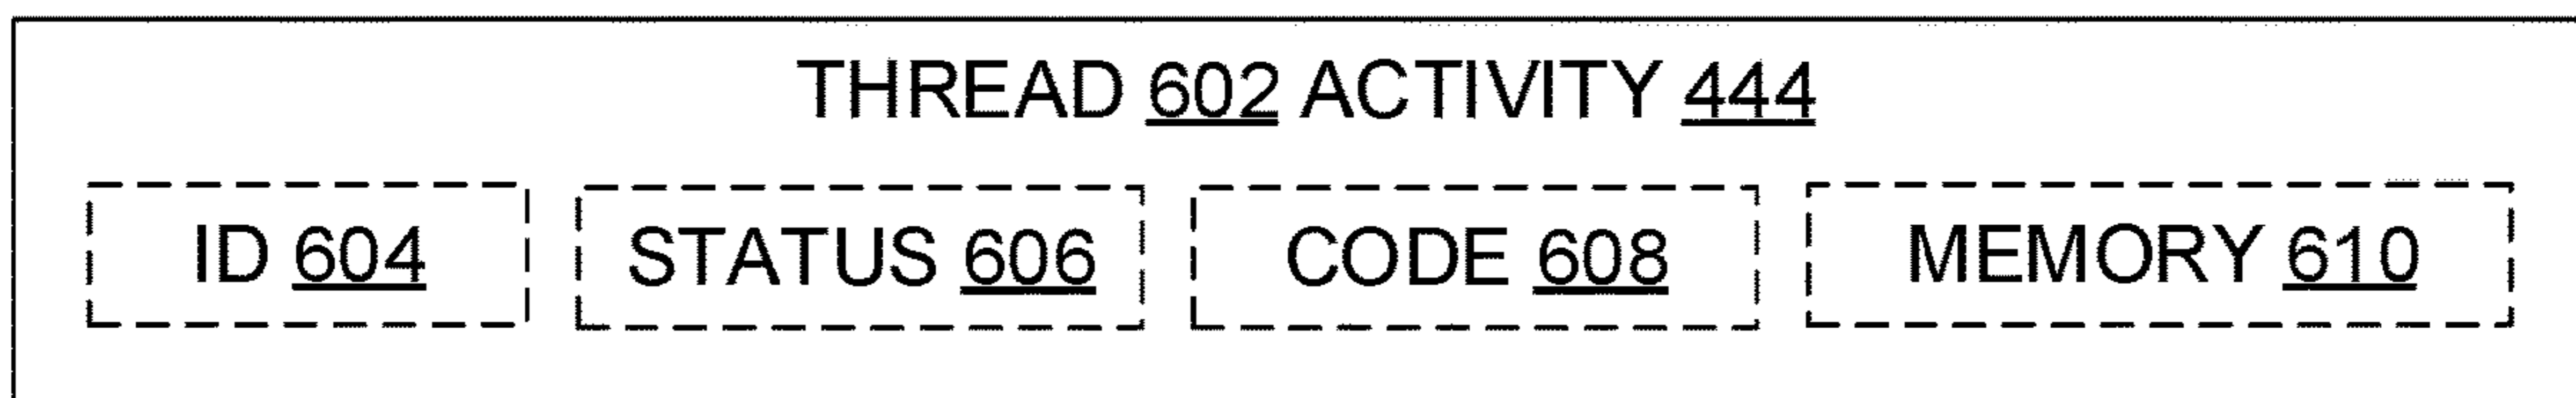 THREAD 602 ACTIVITY 444
ID 604 STATUS 606 CODE 608 MEMORY 610